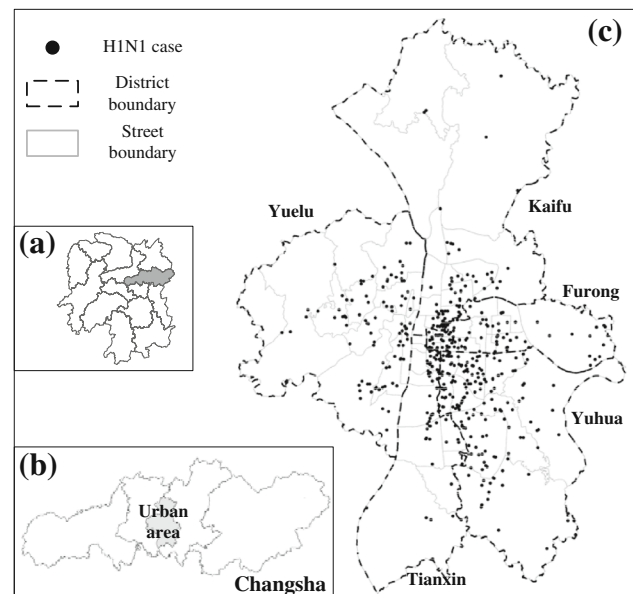 H1N1 case
District
boundary
Street
boundary
(c)
Yuelu
Kaifu
(a)
Furong
Yuhua
(b)
Urban
area
Changsha
Tianxin